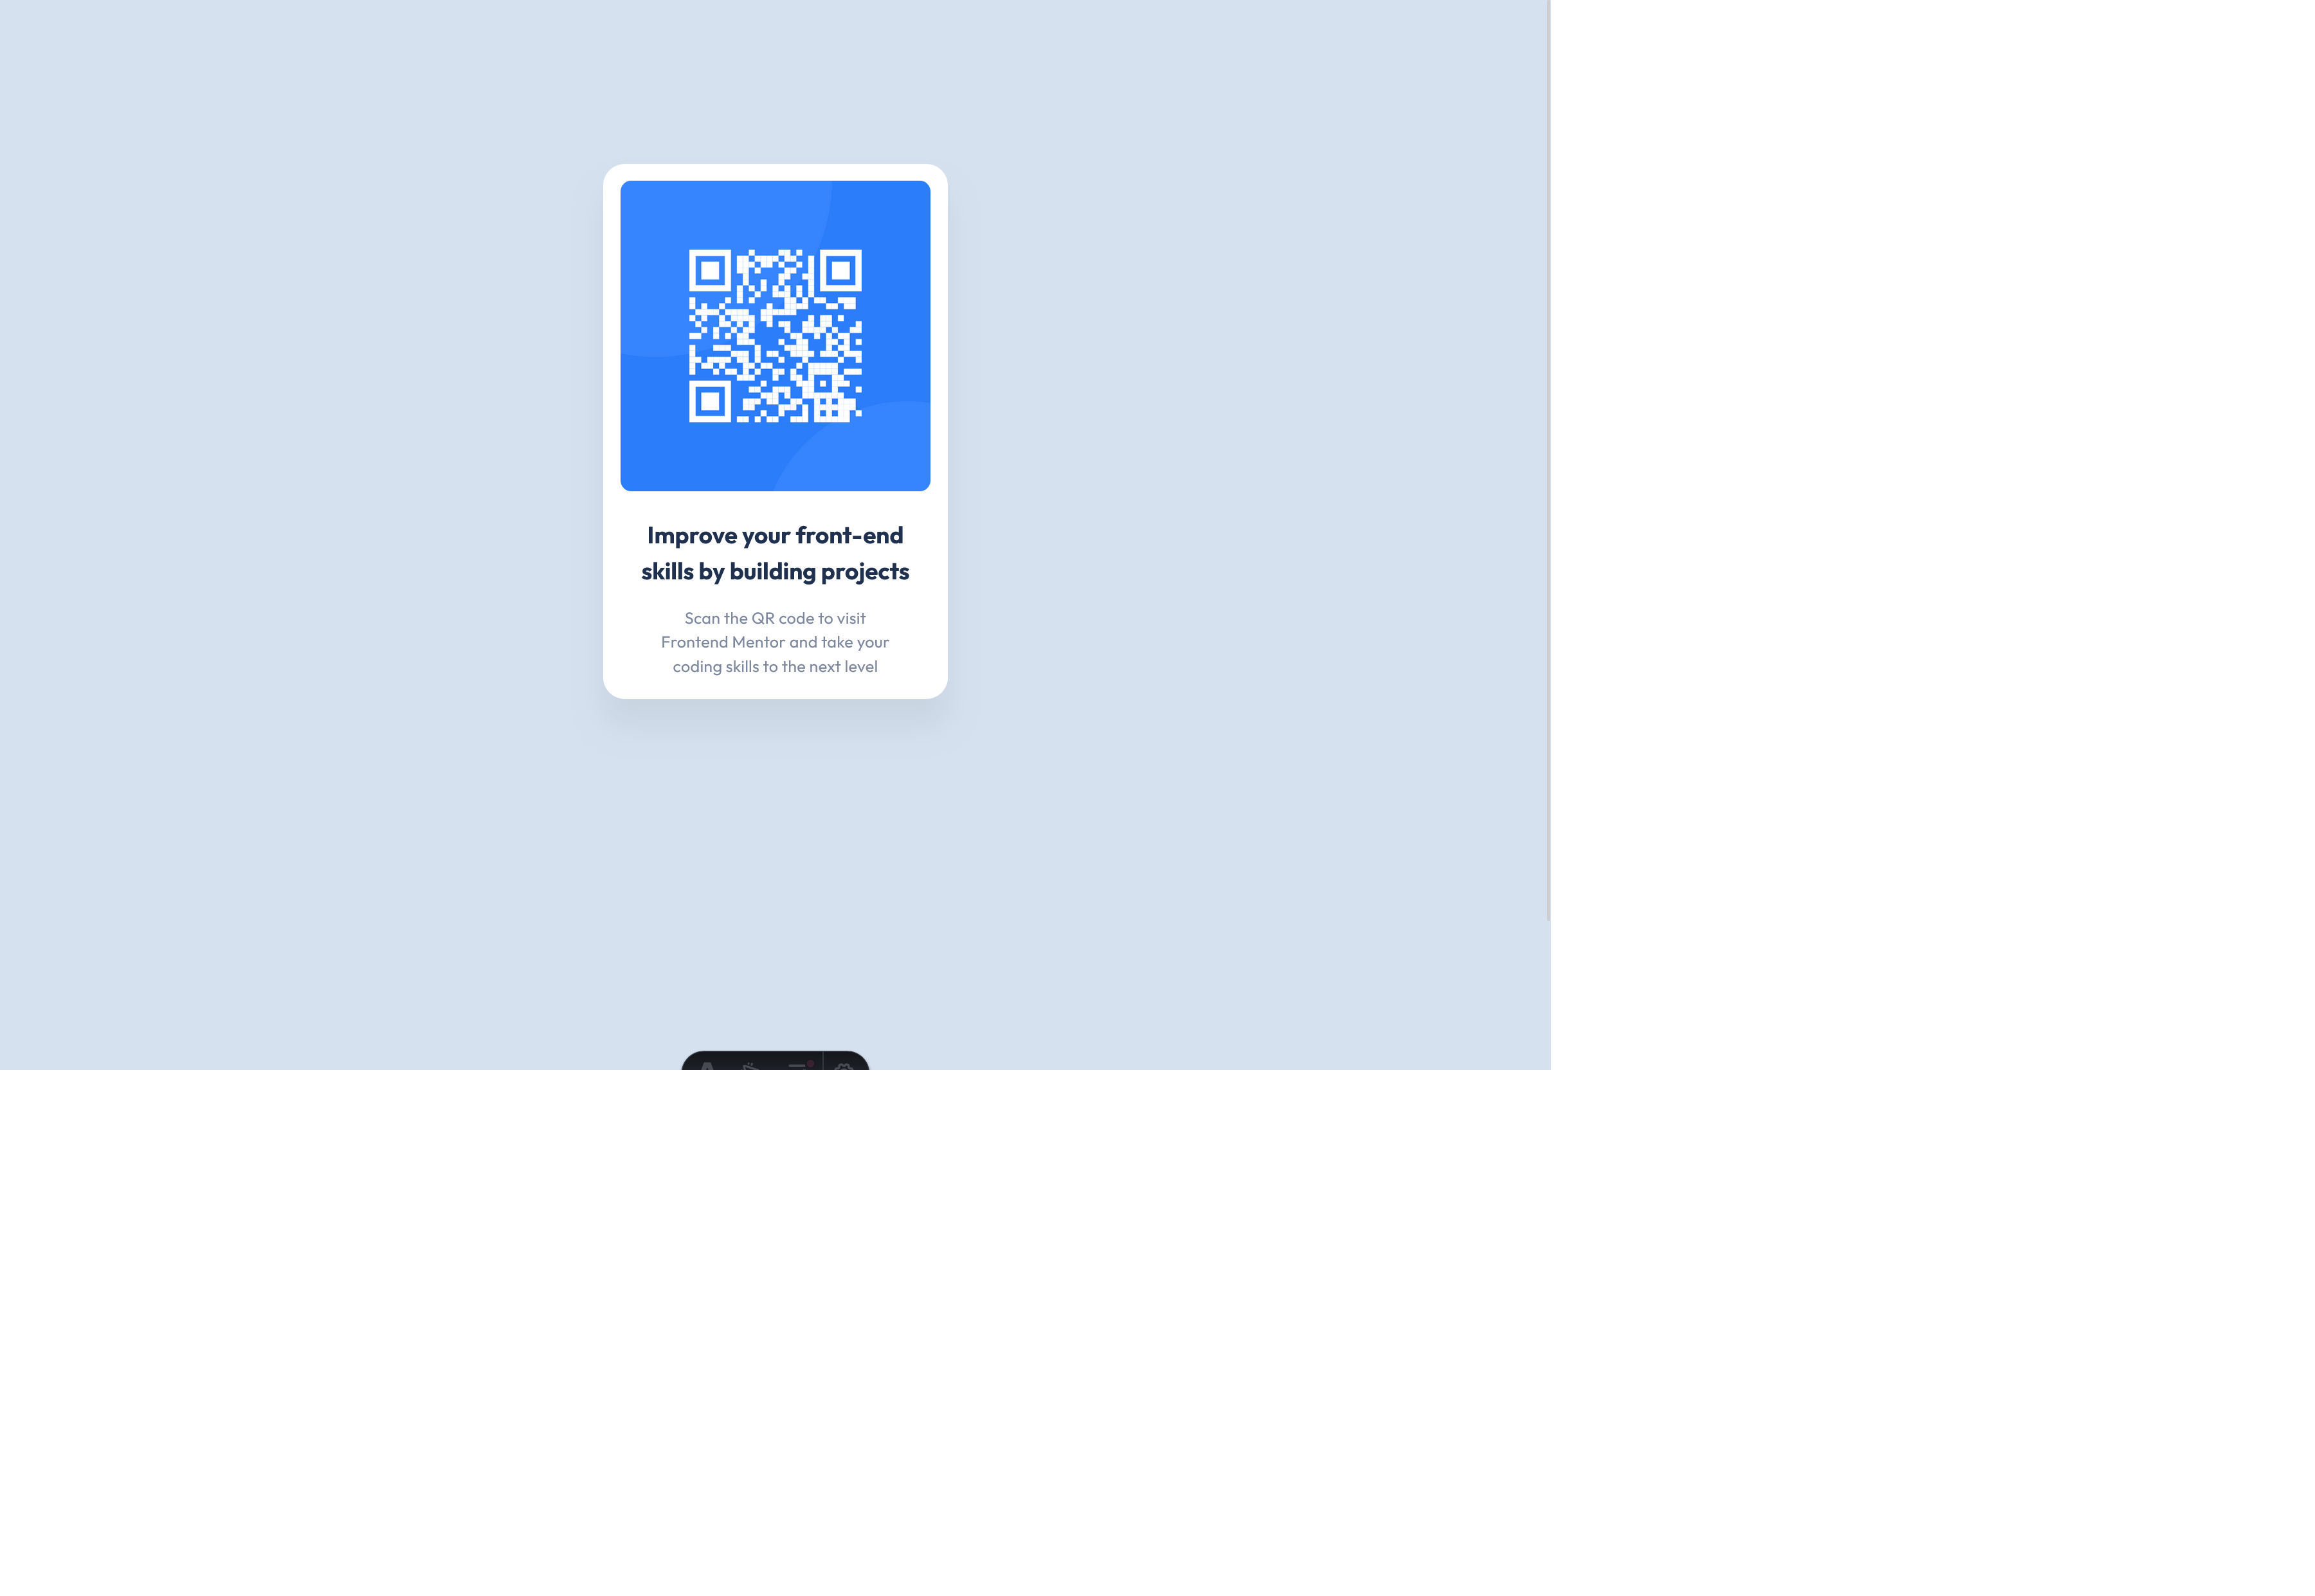 Improve your front-end
skills by building projects
Scan the QR code to visit
Frontend Mentor and take your
coding skills to the next level